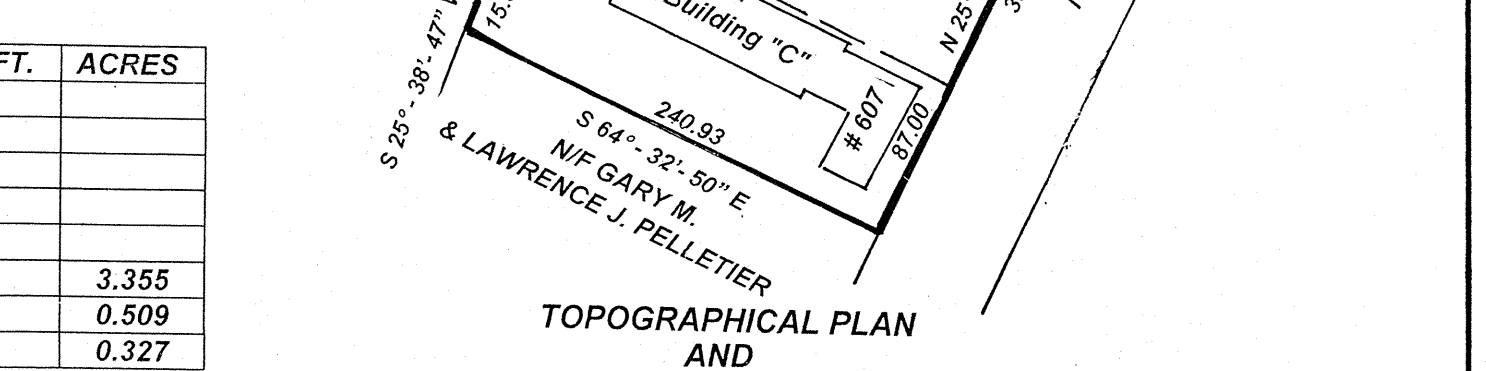 FT. ACRES
3.355
0.509
0.327
S 25°- 38'- 47"
Building "C"
N 25°
# 607
87.00
240.93
S 64°- 32'- 50" E
N/F GARY M.
& LAWRENCE J. PELLETIER
TOPOGRAPHICAL PLAN
AND